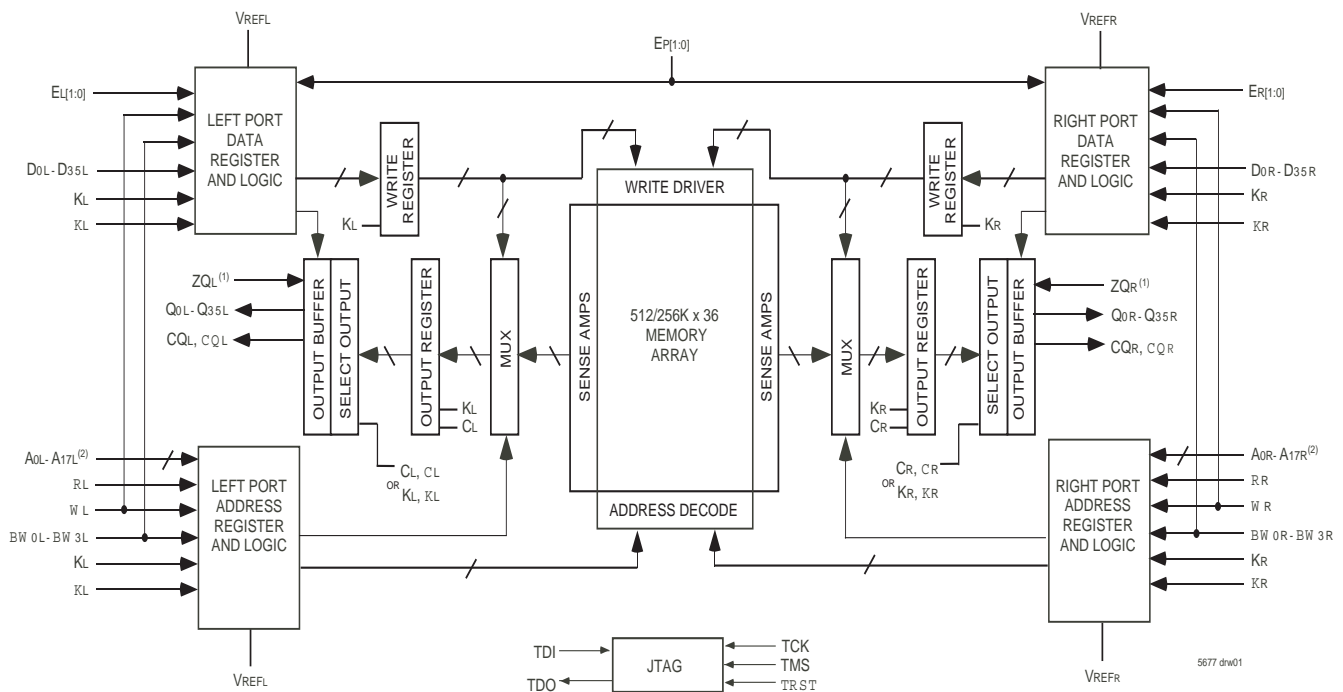 VREFL
VREFR
EP[1:0]
EL[1:0]
ER[1:0]
LEFT PORT
DATA
REGISTER
AND LOGIC
RIGHT PORT
DATA
REGISTER
AND LOGIC
WRITE
REGISTER
WRITE
REGISTER
WRITE DRIVER
D0L- D35L
D0R- D35R
KL
KR
KL
KR
KL
KR
ZQL(1)
ZQR(1)
Q0L- Q35L
Q0R- Q35R
CQL, CQL
CQR, CQR
OUTPUT BUFFER
SELECT OUTPUT
OUTPUT REGISTER
MUX
SENSE AMPS
512/256K x 36
MEMORY
ARRAY
SENSE AMPS
MUX
OUTPUT REGISTER
SELECT OUTPUT
OUTPUT BUFFER
KL
CL
KR
CR
CL, CL
OR
KL, KL
CR, CR
OR
KR, KR
A0L- A17L(2)
A0R- A17R(2)
RL
RR
WL
WR
BW0L-BW3L
BW0R-BW3R
KL
KR
KL
KR
LEFT PORT
ADDRESS
REGISTER
AND LOGIC
RIGHT PORT
ADDRESS
REGISTER
AND LOGIC
ADDRESS DECODE
VREFL
VREFR
TDI
TDO
JTAG
TCK
TMS
TRST
5677 drw01